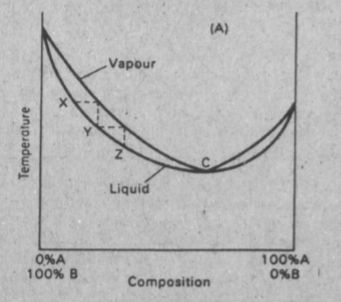 (A)
Vapour
X
Y
Z
C
Liquid
Temperature
0%A
100% B
100%A
0%B
Composition